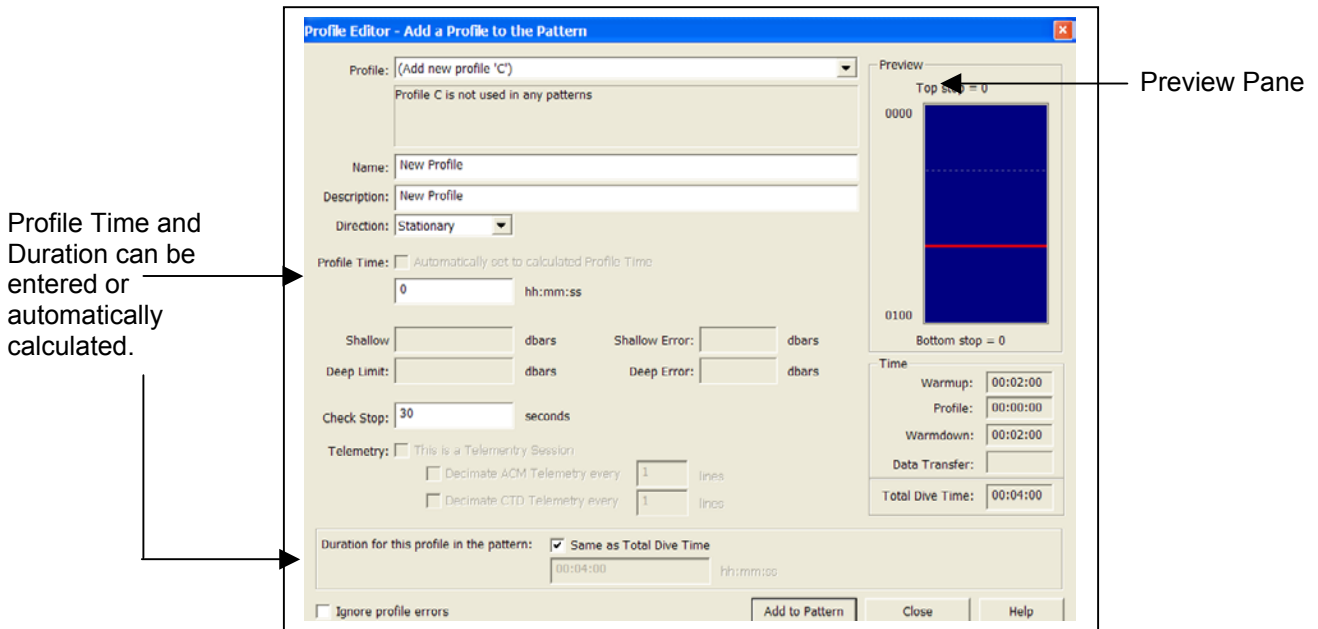 Profile Editor - Add a Profile to the Pattern
Profile: (Add new profile 'C')
Profile C is not used in any patterns
Name: New Profile
Description: New Profile
Direction: Stationary
Profile Time: Automatically set to calculated Profile Time
0 hh:mm:ss
Shallow dbars Shallow Error: dbars
Deep Limit: dbars Deep Error: dbars
Check Stop: 30 seconds
Telemetry: This is a Telementry Session
Decimate ACM Telemetry every 1 lines
Decimate CTD Telemetry every 1 lines
Duration for this profile in the pattern: Same as Total Dive Time
00:04:00 hh:mm:ss
Ignore profile errors
Add to Pattern Close Help
Preview
Top stop = 0
0000
0100
Bottom stop = 0
Time
Warmup: 00:02:00
Profile: 00:00:00
Warmdown: 00:02:00
Data Transfer:
Total Dive Time: 00:04:00
Preview Pane
Profile Time and
Duration can be
entered or
automatically
calculated.